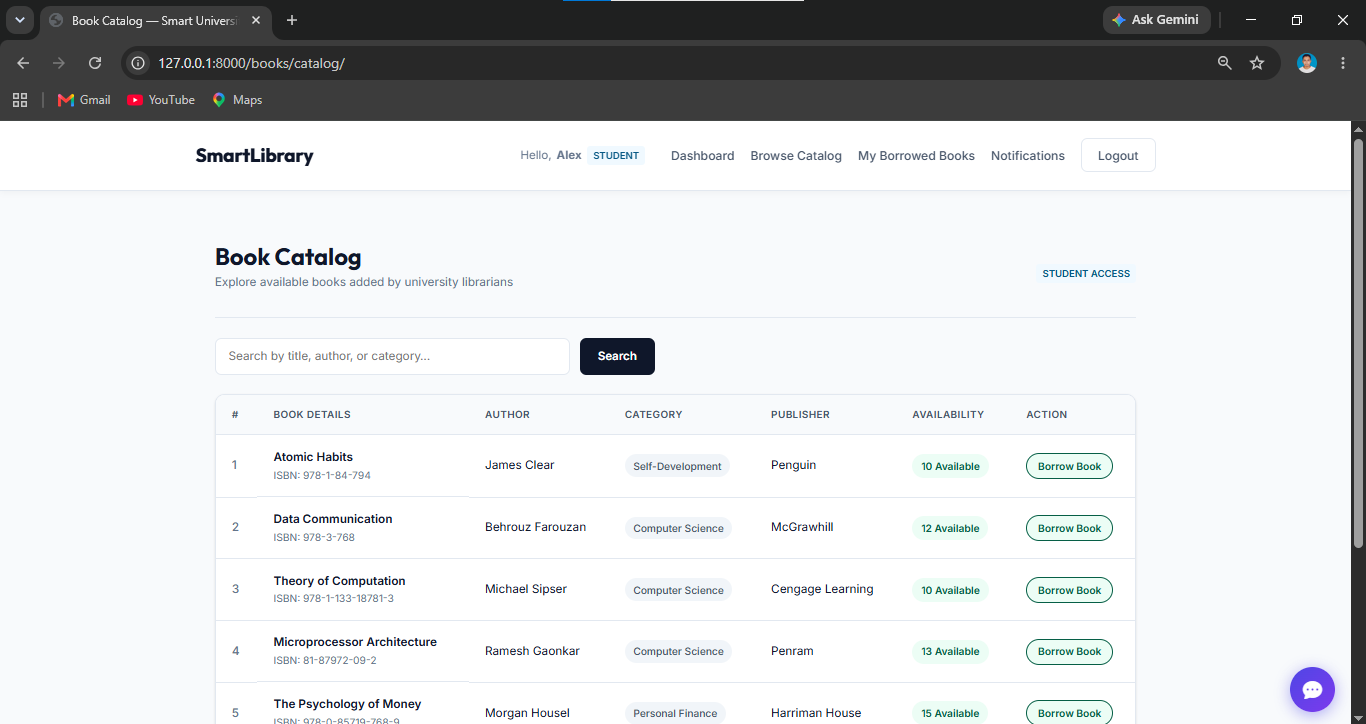 Book Catalog — Smart Universi
Ask Gemini
127.0.0.1:8000/books/catalog/
Gmail YouTube Maps
SmartLibrary Hello, Alex STUDENT Dashboard Browse Catalog My Borrowed Books Notifications Logout
Book Catalog
Explore available books added by university librarians
STUDENT ACCESS
Search by title, author, or category... Search
# BOOK DETAILS AUTHOR CATEGORY PUBLISHER AVAILABILITY ACTION
1 Atomic Habits James Clear Self-Development Penguin 10 Available Borrow Book
ISBN: 978-1-84-794
2 Data Communication Behrouz Farouzan Computer Science McGrawhill 12 Available Borrow Book
ISBN: 978-3-768
3 Theory of Computation Michael Sipser Computer Science Cengage Learning 10 Available Borrow Book
ISBN: 978-1-133-18781-3
4 Microprocessor Architecture Ramesh Gaonkar Computer Science Penram 13 Available Borrow Book
ISBN: 81-87972-09-2
5 The Psychology of Money Morgan Housel Personal Finance Harriman House 15 Available Borrow Book
ISBN: 978-0-85719-768-9